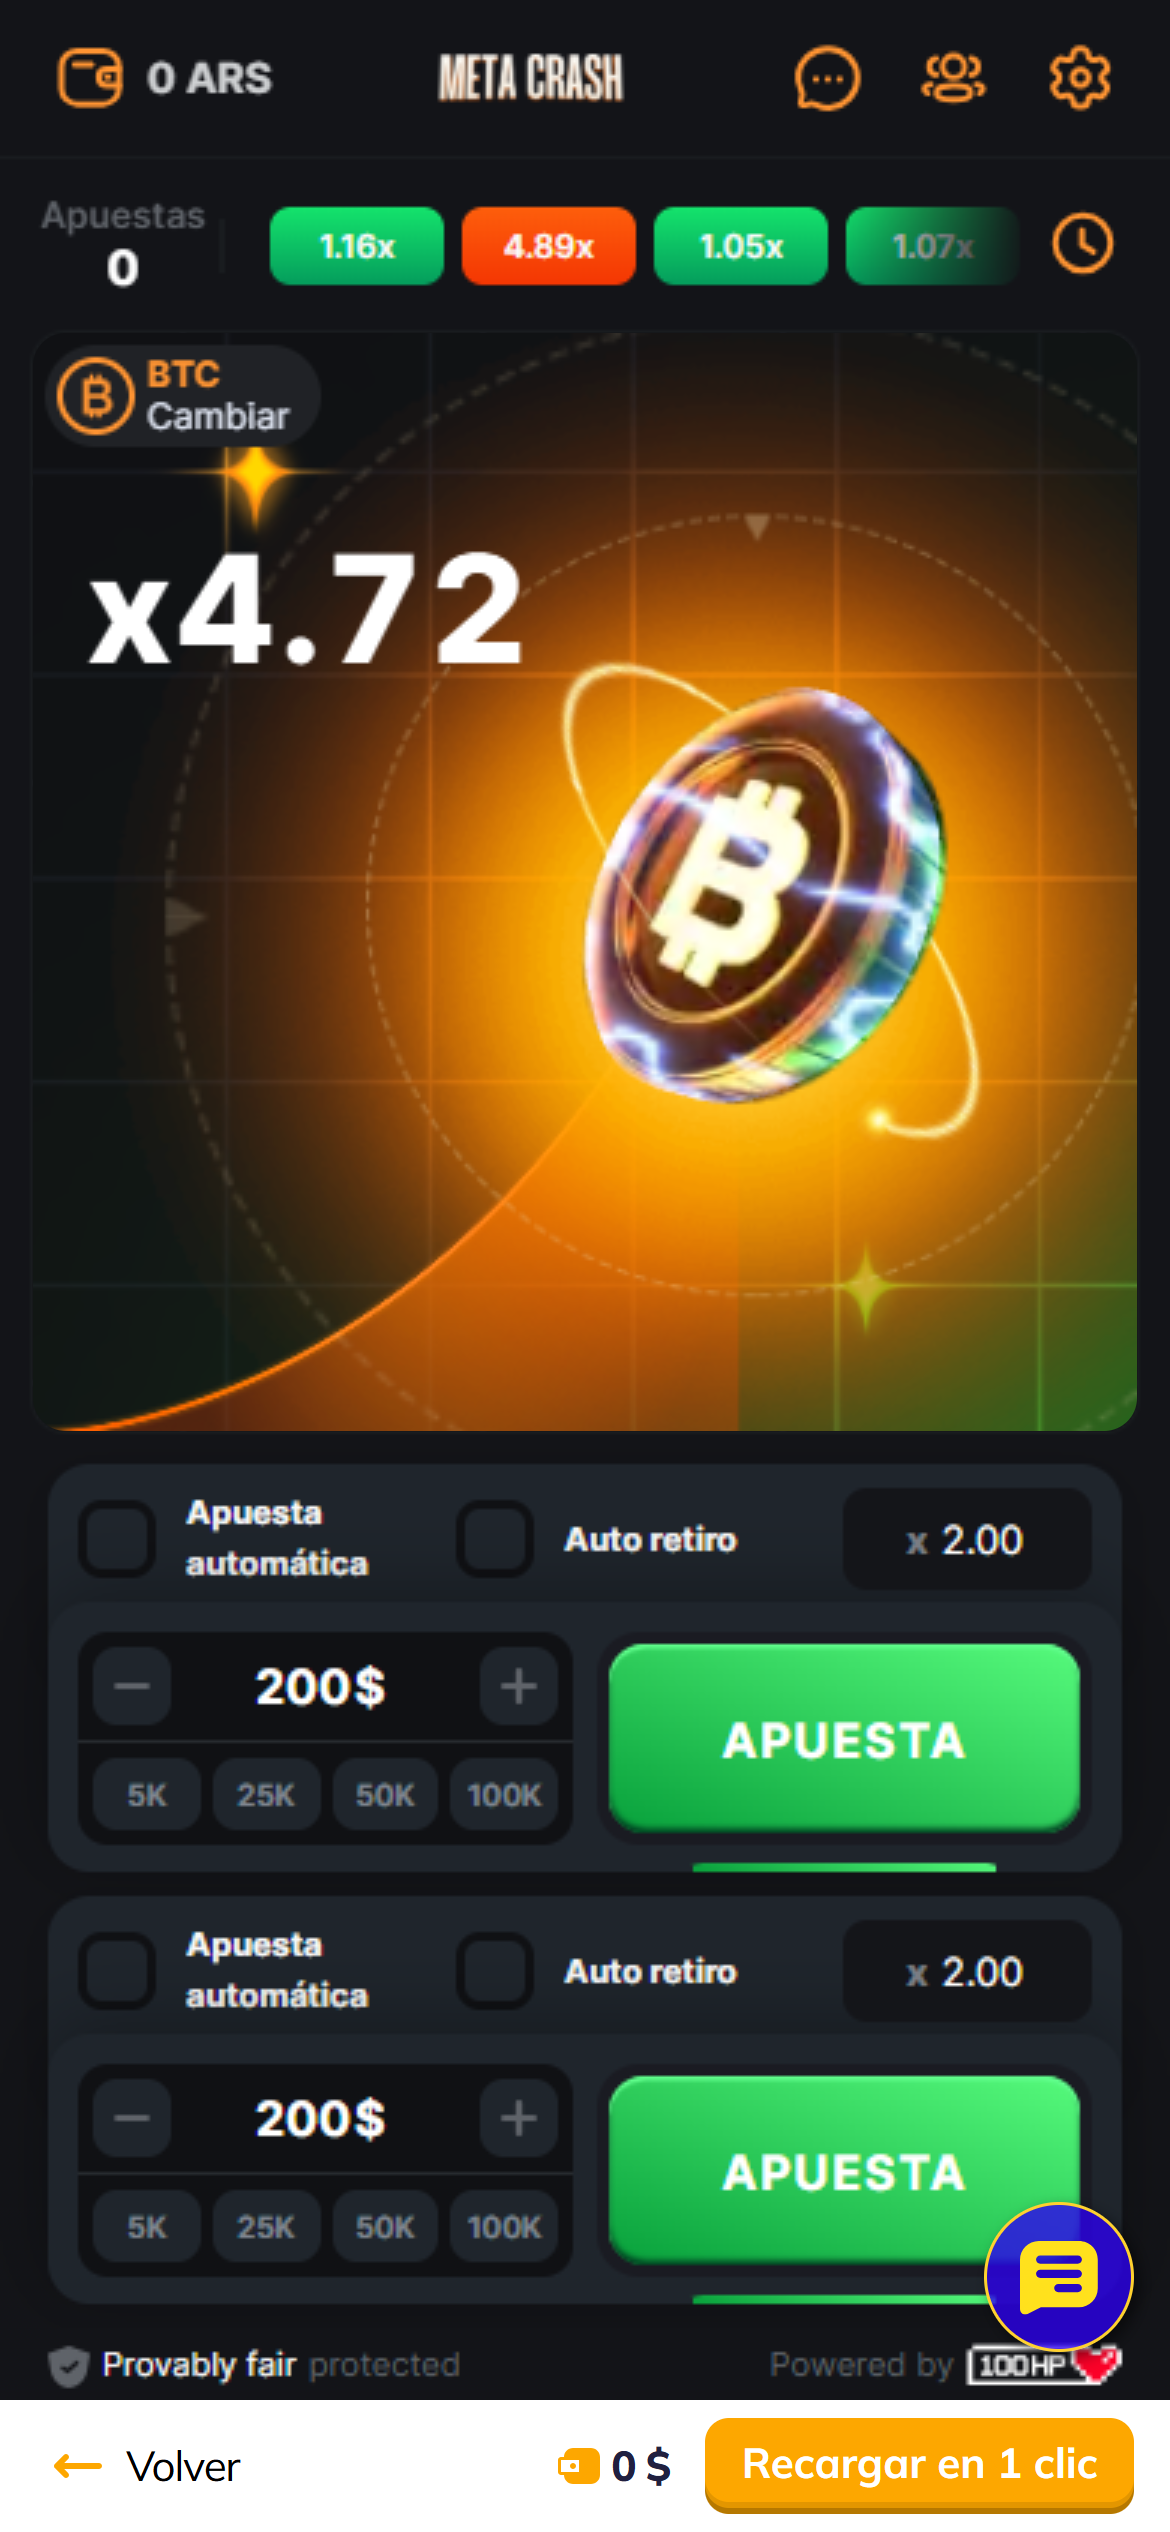 0 ARS
META CRASH
Apuestas
0
1.16x
4.89x
1.05x
1.07x
BTC
Cambiar
x4.72
Apuesta
automática
Auto retiro
x 2.00
200$
5K
25K
50K
100K
APUESTA
Apuesta
automática
Auto retiro
x 2.00
200$
5K
25K
50K
100K
APUESTA
Provably fair protected
Powered by 100HP
Volver
0 $
Recargar en 1 clic